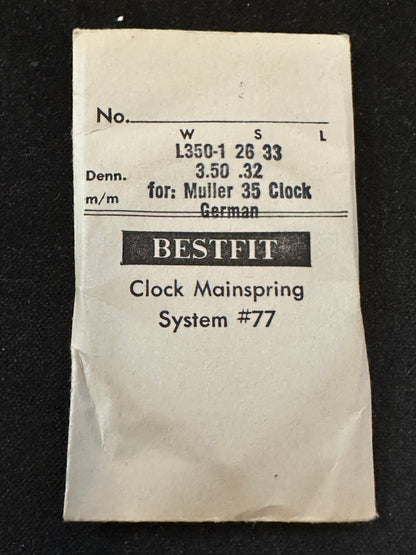 No.
W S L
L350-1 26 33
Denn. 3.50 .32
m/m for: Muller 35 Clock
German
BESTFIT
Clock Mainspring
System #77